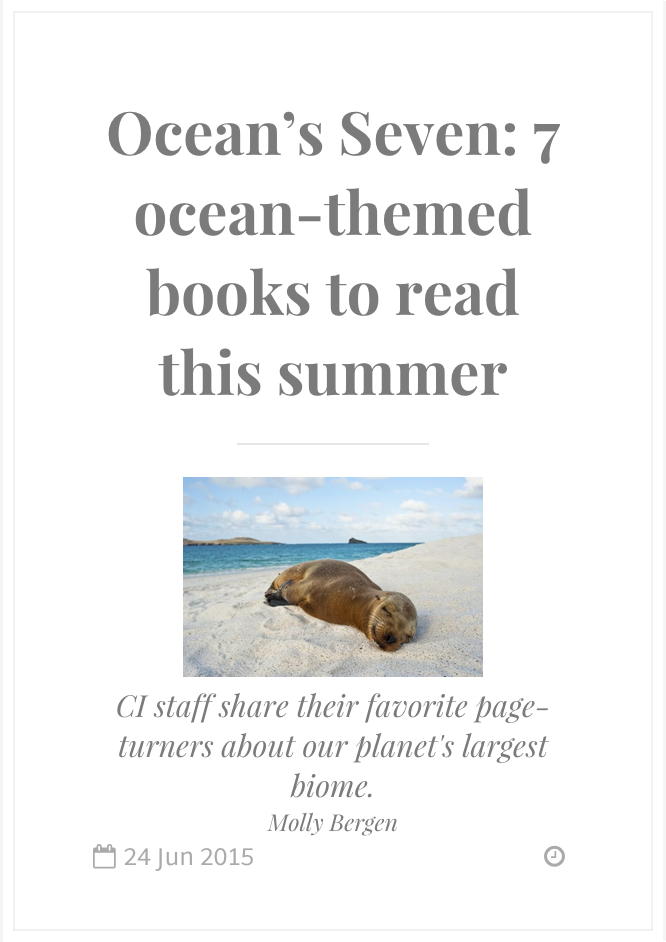 Ocean’s Seven: 7
ocean-themed
books to read
this summer
CI staff share their favorite page-
turners about our planet's largest
biome.
Molly Bergen
24 Jun 2015